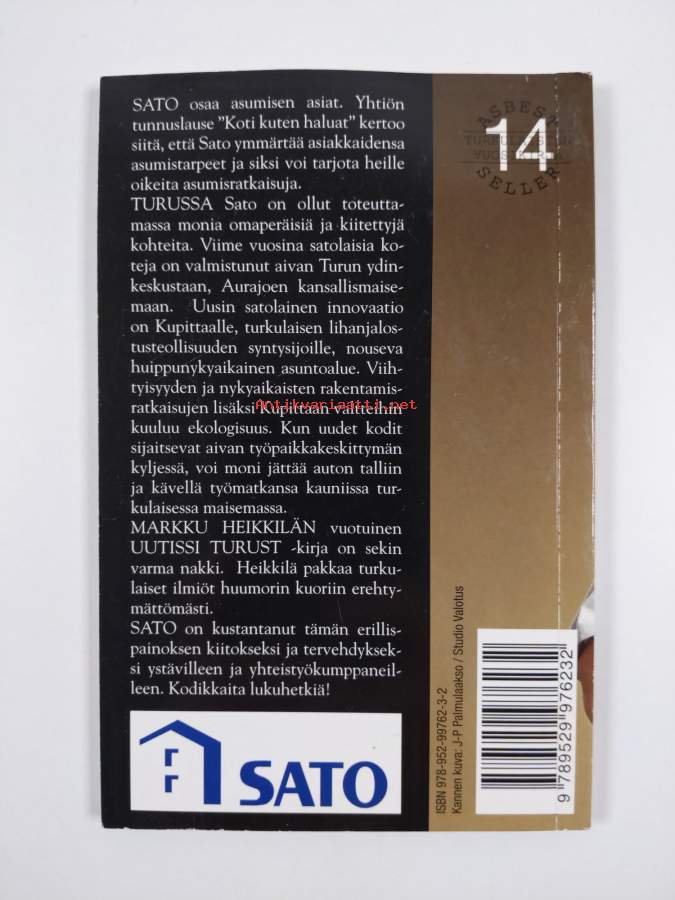 SATO osaa asumisen asiat. Yhtiön
tunnuslause "Koti kuten haluat" kertoo
siitä, että Sato ymmärtää asiakkaidensa
asumistarpeet ja siksi voi tarjota heille
oikeita asumisratkaisuja.
TURUSSA Sato on ollut toteutta-
massa monia omaperäisiä ja kiitettyjä
kohteita. Viime vuosina satolaisia ko-
teja on valmistunut aivan Turun ydin-
keskustaan, Aurajoen kansallismaise-
maan. Uusin satolainen innovaatio
on Kupittaalle, turkulaisen lihanjalos-
tusteollisuuden syntysijoille, nouseva
huippunykyaikainen asuntoalue. Viih-
tyisyyden ja nykyaikaisten rakentamis-
ratkaisujen lisäksi Kupittaan valtteihin
Antikvariaatti.net
kuuluu ekologisuus. Kun uudet kodit
sijaitsevat aivan työpaikkakeskittymän
kyljessä, voi moni jättää auton talliin
ja kävellä työmatkansa kauniissa tur-
kulaisessa maisemassa.
MARKKU HEIKKILÄN vuotuinen
UUTISSI TURUST -kirja on sekin
varma nakki. Heikkilä pakkaa turku-
laiset ilmiöt huumorin kuoriin erehty-
mättömästi.
SATO on kustantanut tämän erillis-
painoksen kiitokseksi ja tervehdyksek-
si ystävilleen ja yhteistyökumppaneil-
leen. Kodikkaita lukuhetkiä!
SATO
ASBEST
14
SELLER
ISBN 978-952-99762-3-2
Kannen kuva: J-P Palmulaakso / Studio Valotus
9 789529 976232